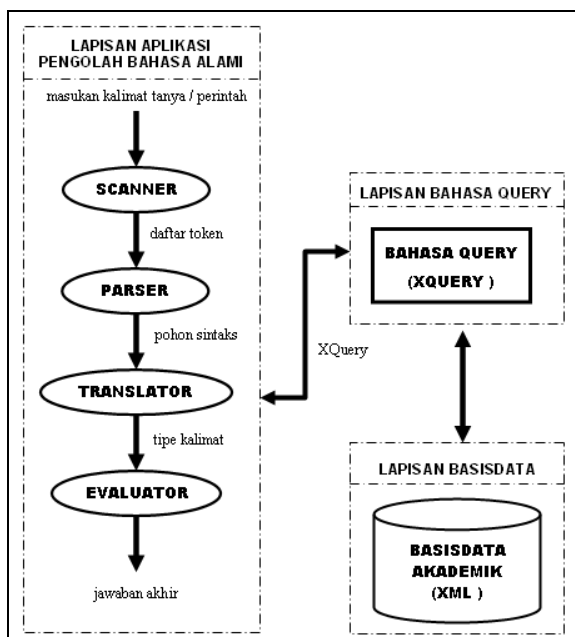 LAPISAN APLIKASI
PENGOLAH BAHASA ALAMI
masukan kalimat tanya / perintah
SCANNER
daftar token
PARSER
pohon sintaks
TRANSLATOR
tipe kalimat
EVALUATOR
jawaban akhir
XQuery
LAPISAN BAHASA QUERY
BAHASA QUERY
(XQUERY )
LAPISAN BASISDATA
BASISDATA
AKADEMIK
(XML )